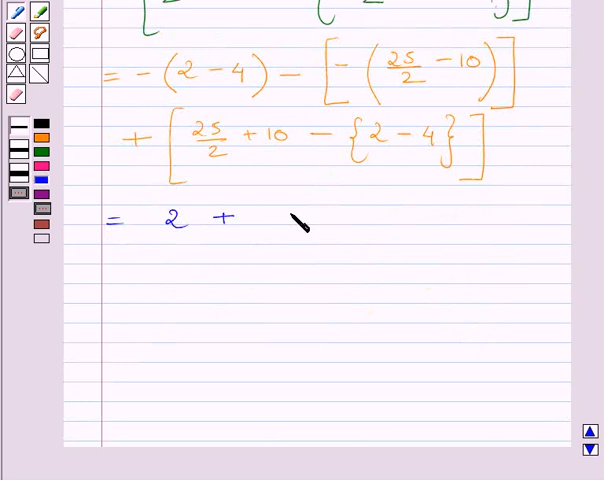 = - (2 - 4) - [ - ( 25/2 - 10 ) ]
+ [ 25/2 + 10 - { 2 - 4 } ]
= 2 +